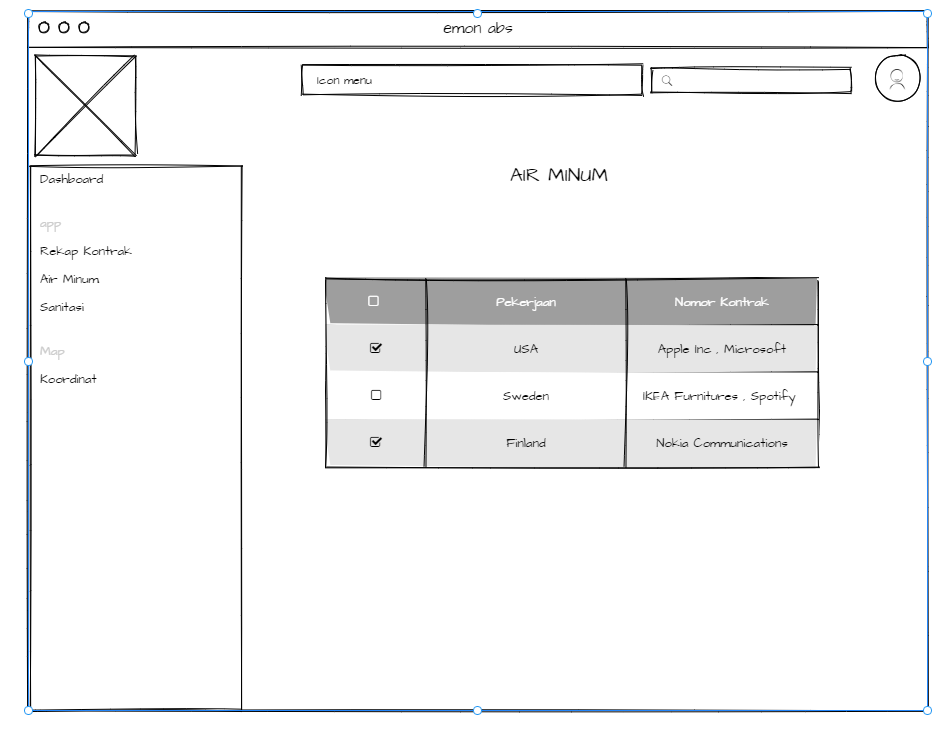 emon abs
Icon menu
AIR MINUM
Dashboard
app
Rekap Kontrak
Air Minum
Sanitasi
Map
Koordinat
Pekerjaan Nomor Kontrak
USA Apple Inc , Microsoft
Sweden IKEA Furnitures , Spotify
Finland Nokia Communications